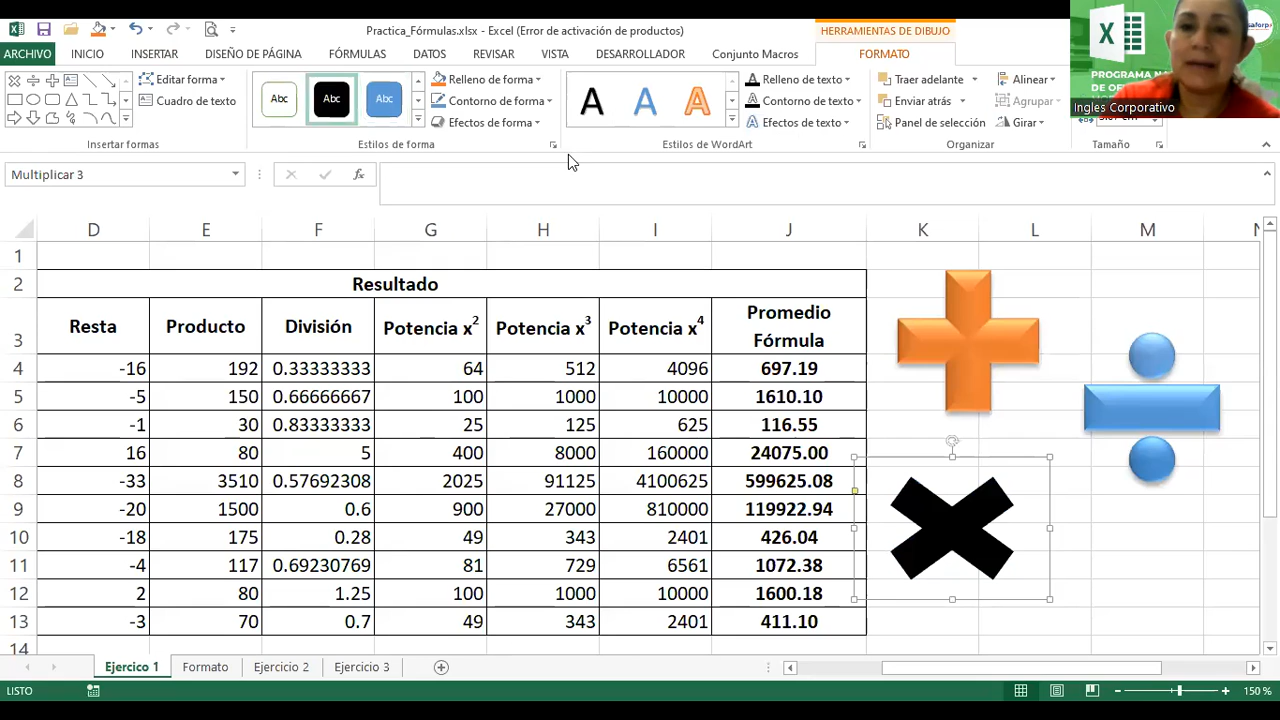 Practica_Fórmulas.xlsx - Excel (Error de activación de productos)
HERRAMIENTAS DE DIBUJO
ARCHIVO INICIO INSERTAR DISEÑO DE PÁGINA FÓRMULAS DATOS REVISAR VISTA DESARROLLADOR Conjunto Macros FORMATO
PROGRAMA
DE
Ingles Corporativo
Editar forma
Cuadro de texto
Insertar formas
Abc Abc Abc
Relleno de forma
Contorno de forma
Efectos de forma
Estilos de forma
A A A
Relleno de texto
Contorno de texto
Efectos de texto
Estilos de WordArt
Traer adelante
Enviar atrás
Panel de selección
Alinear
Agrupar
Girar
Organizar
Tamaño
Multiplicar 3 fx
D E F G H I J K L M N
1
2 Resultado
3 Resta Producto División Potencia x2 Potencia x3 Potencia x4 Promedio Fórmula
4 -16 192 0.33333333 64 512 4096 697.19
5 -5 150 0.66666667 100 1000 10000 1610.10
6 -1 30 0.83333333 25 125 625 116.55
7 16 80 5 400 8000 160000 24075.00
8 -33 3510 0.57692308 2025 91125 4100625 599625.08
9 -20 1500 0.6 900 27000 810000 119922.94
10 -18 175 0.28 49 343 2401 426.04
11 -4 117 0.69230769 81 729 6561 1072.38
12 2 80 1.25 100 1000 10000 1600.18
13 -3 70 0.7 49 343 2401 411.10
14
Ejercico 1 Formato Ejercicio 2 Ejercicio 3
LISTO 150 %